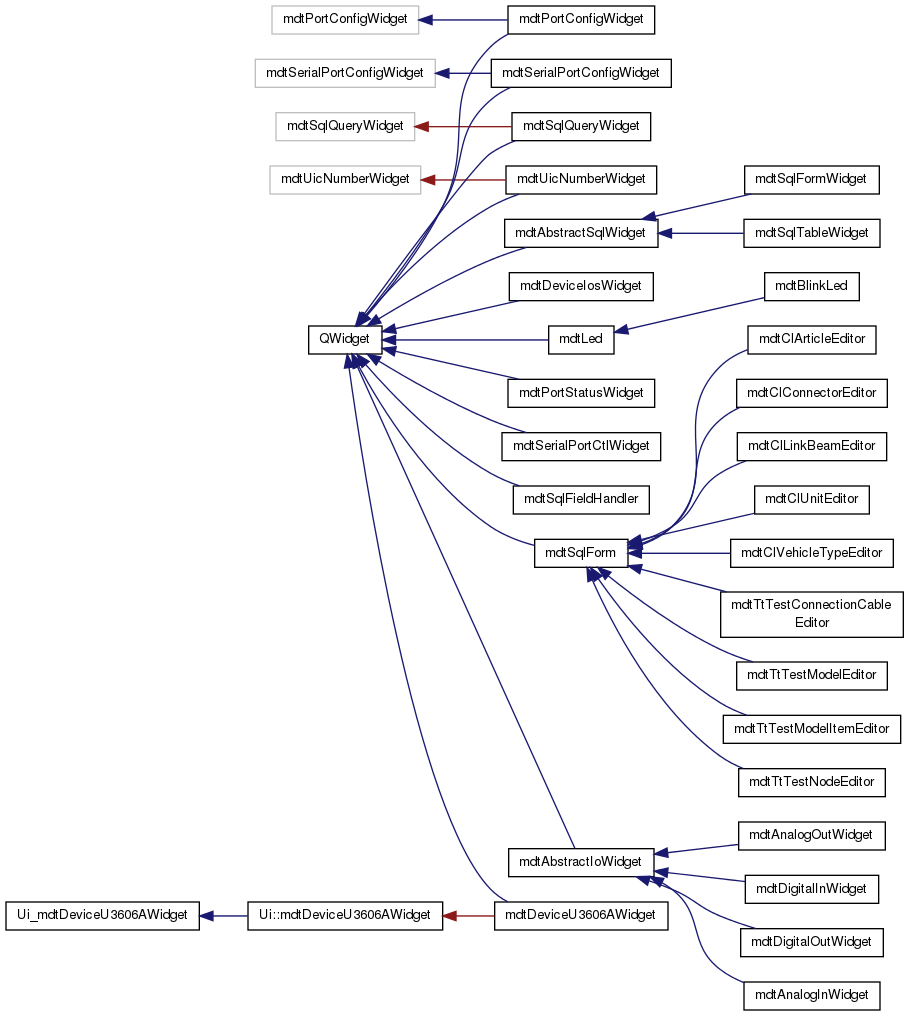 mdtPortConfigWidget
mdtPortConfigWidget
mdtSerialPortConfigWidget
mdtSerialPortConfigWidget
mdtSqlQueryWidget
mdtSqlQueryWidget
mdtUicNumberWidget
mdtUicNumberWidget
mdtSqlFormWidget
mdtAbstractSqlWidget
mdtSqlTableWidget
mdtDeviceIosWidget
mdtBlinkLed
QWidget
mdtLed
mdtClArticleEditor
mdtPortStatusWidget
mdtClConnectorEditor
mdtSerialPortCtlWidget
mdtClLinkBeamEditor
mdtSqlFieldHandler
mdtClUnitEditor
mdtSqlForm
mdtClVehicleTypeEditor
mdtTtTestConnectionCable
Editor
mdtTtTestModelEditor
mdtTtTestModelItemEditor
mdtTtTestNodeEditor
mdtAnalogOutWidget
mdtAbstractIoWidget
mdtDigitalInWidget
Ui_mdtDeviceU3606AWidget
Ui::mdtDeviceU3606AWidget
mdtDeviceU3606AWidget
mdtDigitalOutWidget
mdtAnalogInWidget